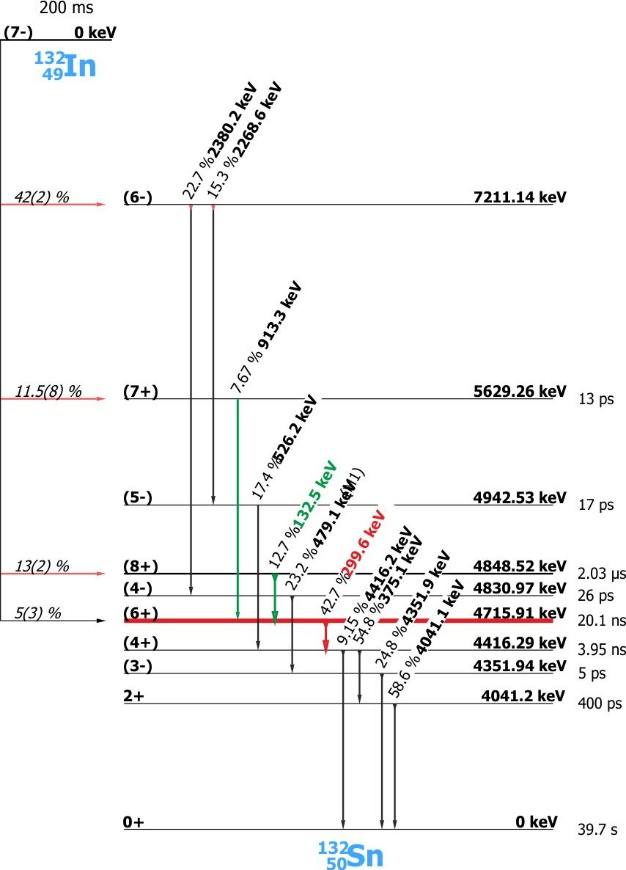 200 ms
(7-) 0 keV
132
49In
22.7 % 2380.2 keV
15.3 % 2268.6 keV
42(2) % (6-) 7211.14 keV
7.67 % 913.3 keV
11.5(8) % (7+) 5629.26 keV 13 ps
17.4 % 526.2 keV
(5-) 4942.53 keV 17 ps
12.7 % 132.5 keV
23.2 % 479.1 keV (M1)
13(2) % (8+) 4848.52 keV 2.03 μs
(4-) 4830.97 keV 26 ps
42.7 % 299.6 keV
5(3) % (6+) 4715.91 keV 20.1 ns
9.15 % 4416.2 keV
54.8 % 375.1 keV
(4+) 4416.29 keV 3.95 ns
24.8 % 4351.9 keV
(3-) 4351.94 keV 5 ps
58.6 % 4041.1 keV
2+ 4041.2 keV 400 ps
0+ 0 keV 39.7 s
132
50Sn